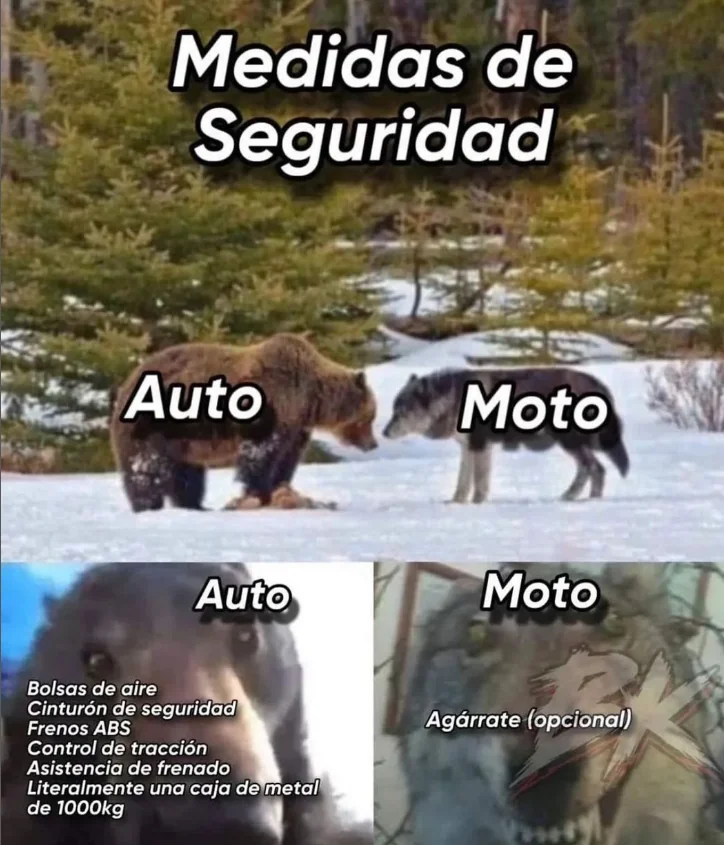 Medidas de
Seguridad
Auto
Moto
Auto
Bolsas de aire
Cinturón de seguridad
Frenos ABS
Control de tracción
Asistencia de frenado
Literalmente una caja de metal
de 1000kg
Moto
Agárrate (opcional)
BK